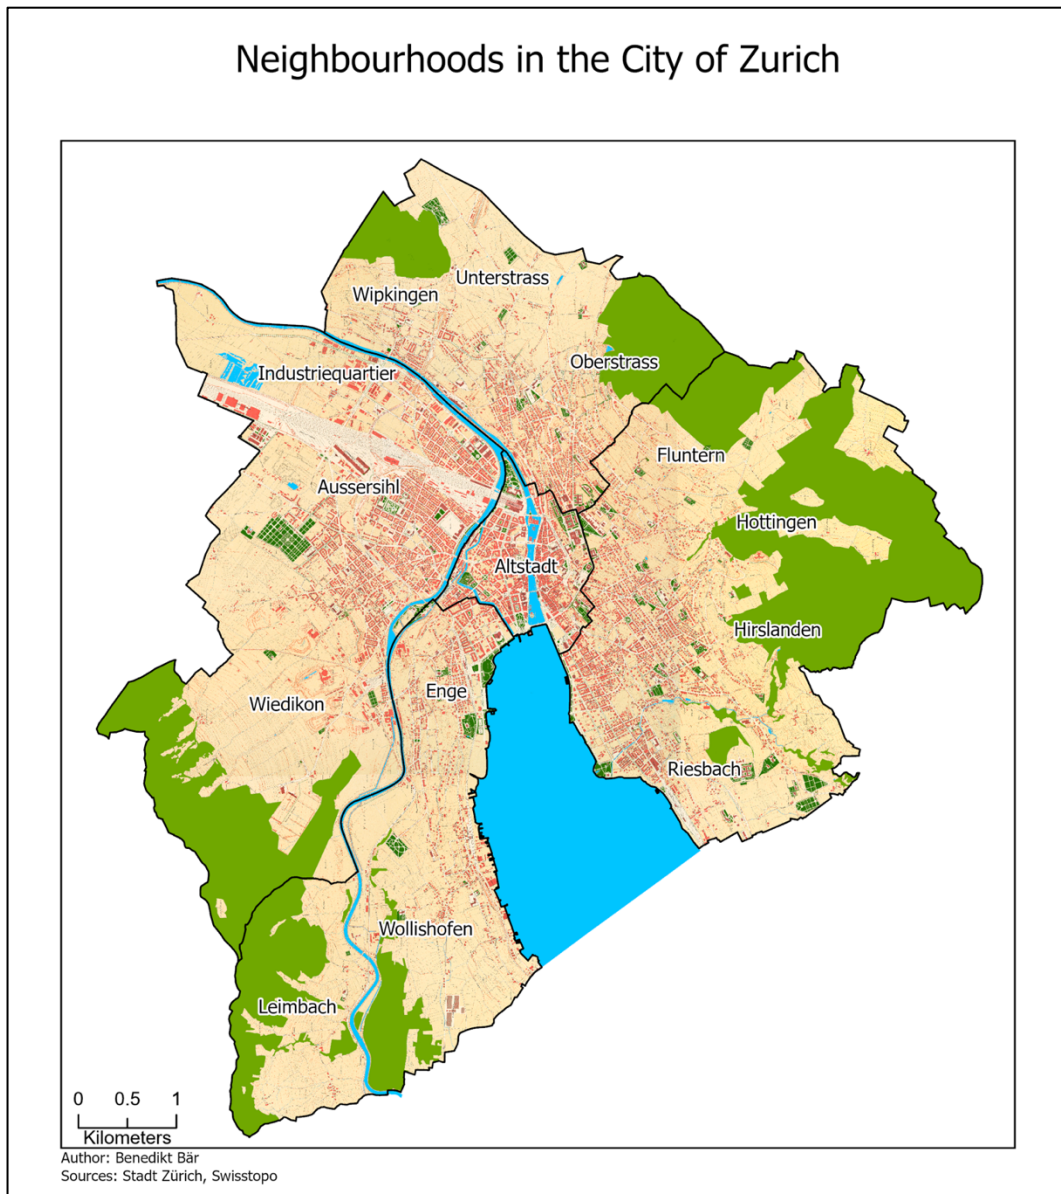 Neighbourhoods in the City of Zurich
Unterstrass
Wipkingen
Oberstrass
Industriequartier
Fluntern
Aussersihl
Hottingen
Altstadt
Hirslanden
Enge
Wiedikon
Riesbach
Wollishofen
Leimbach
0 0.5 1
Kilometers
Author: Benedikt Bär
Sources: Stadt Zürich, Swisstopo